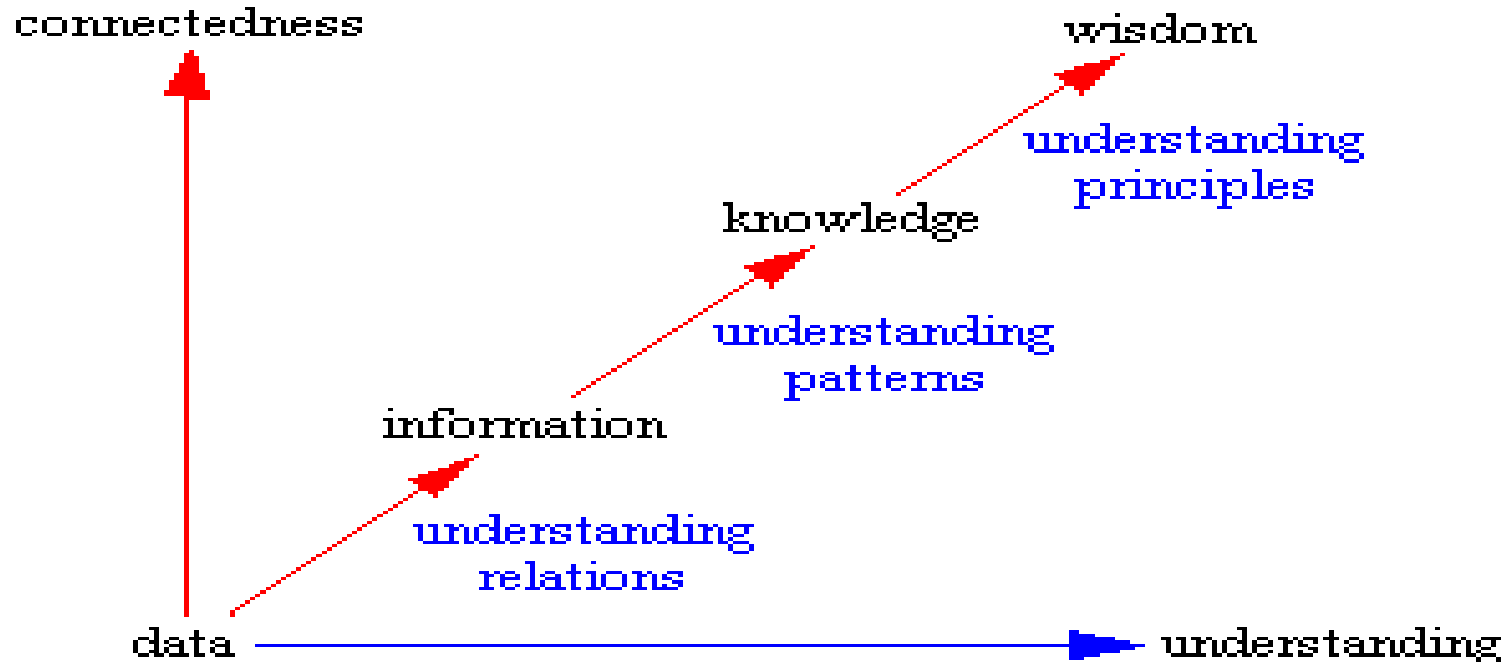 connectedness
wisdom
understanding
principles
knowledge
understanding
patterns
information
understanding
relations
data
understanding